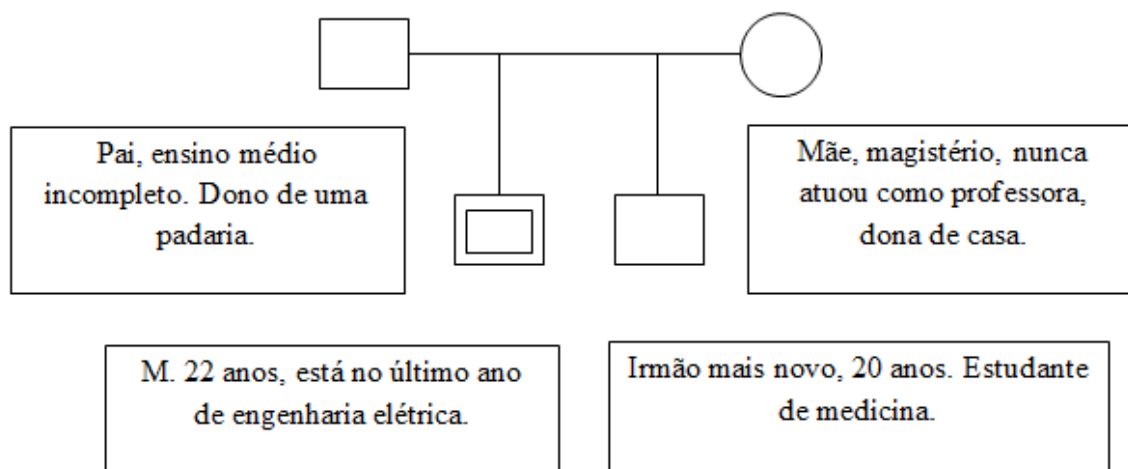 Pai, ensino médio
incompleto. Dono de uma
padaria.
Mãe, magistério, nunca
atuou como professora,
dona de casa.
M. 22 anos, está no último ano
de engenharia elétrica.
Irmão mais novo, 20 anos. Estudante
de medicina.